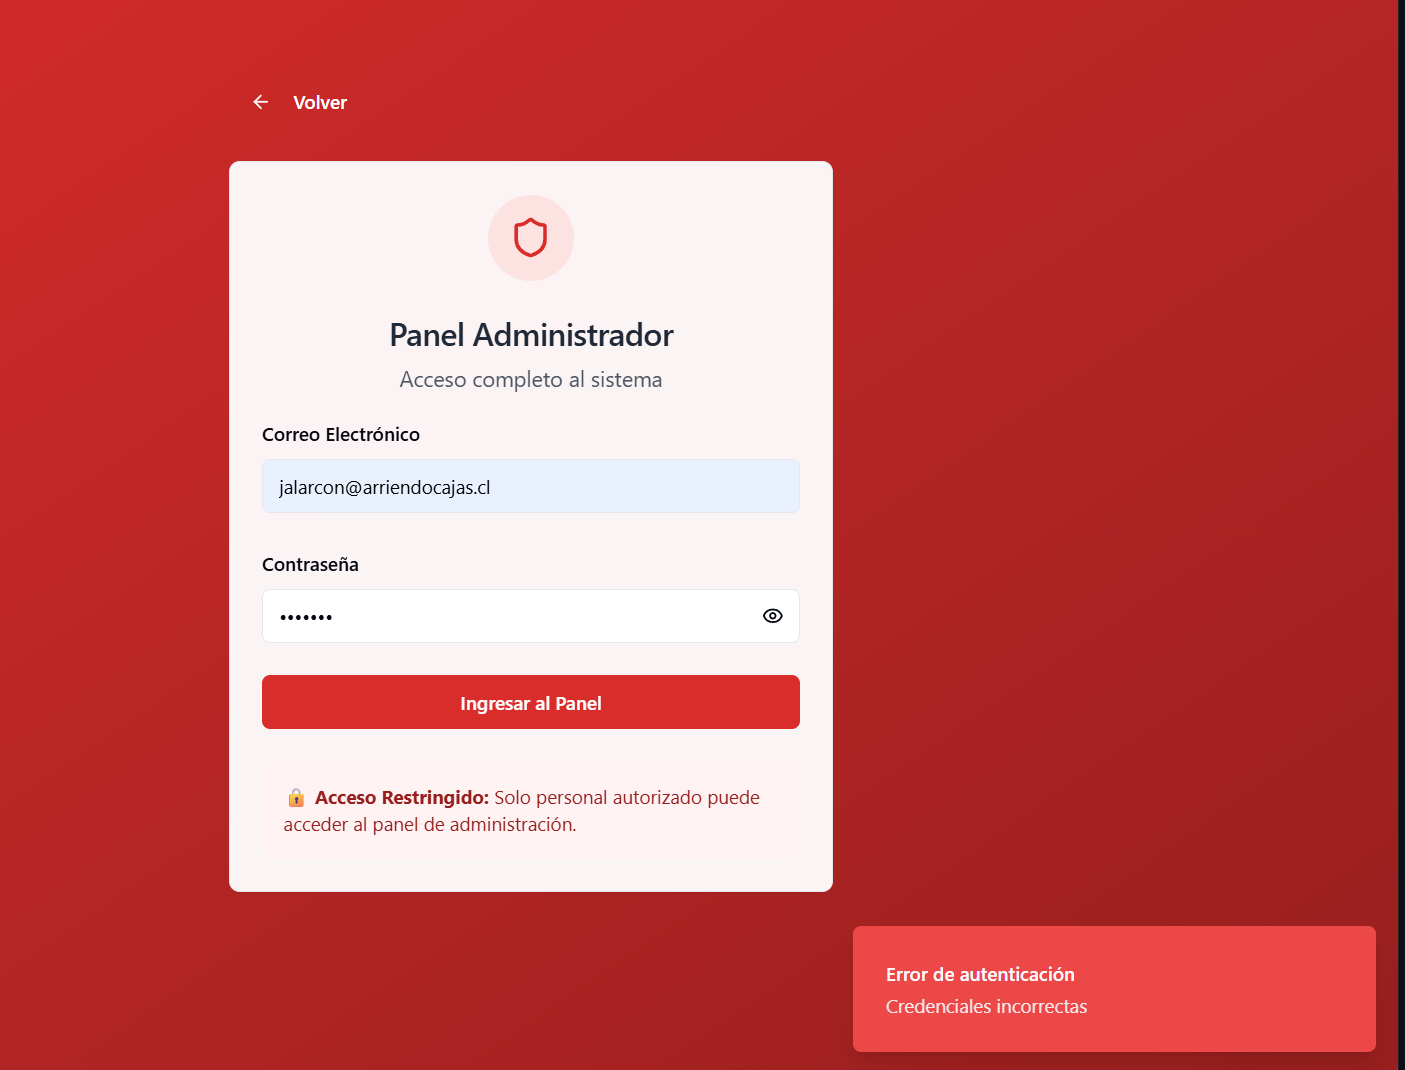 Volver
Panel Administrador
Acceso completo al sistema
Correo Electrónico
jalarcon@arriendocajas.cl
Contraseña
•••••••
Ingresar al Panel
🔒 Acceso Restringido: Solo personal autorizado puede
acceder al panel de administración.
Error de autenticación
Credenciales incorrectas